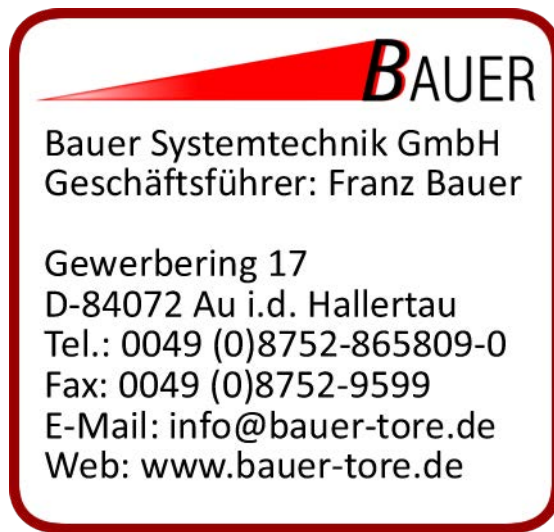 BAUER
Bauer Systemtechnik GmbH
Geschäftsführer: Franz Bauer
Gewerbering 17
D-84072 Au i.d. Hallertau
Tel.: 0049 (0)8752-865809-0
Fax: 0049 (0)8752-9599
E-Mail: info@bauer-tore.de
Web: www.bauer-tore.de